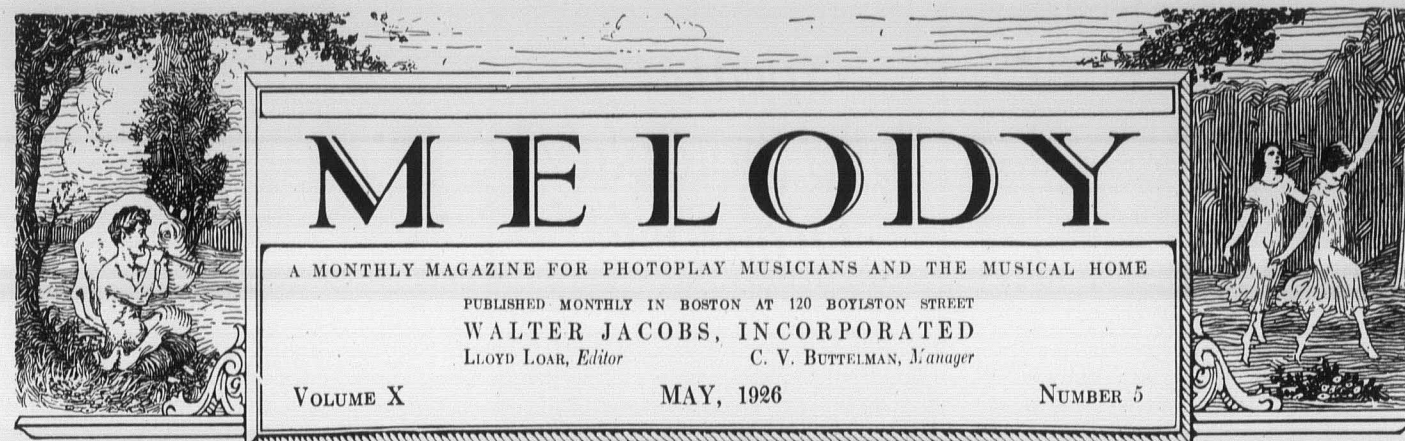 MELODY
A MONTHLY MAGAZINE FOR PHOTOPLAY MUSICIANS AND THE MUSICAL HOME
PUBLISHED MONTHLY IN BOSTON AT 120 BOYLSTON STREET
WALTER JACOBS, INCORPORATED
LLOYD LOAR, Editor C. V. BUTTELMAN, Manager
VOLUME X MAY, 1926 NUMBER 5